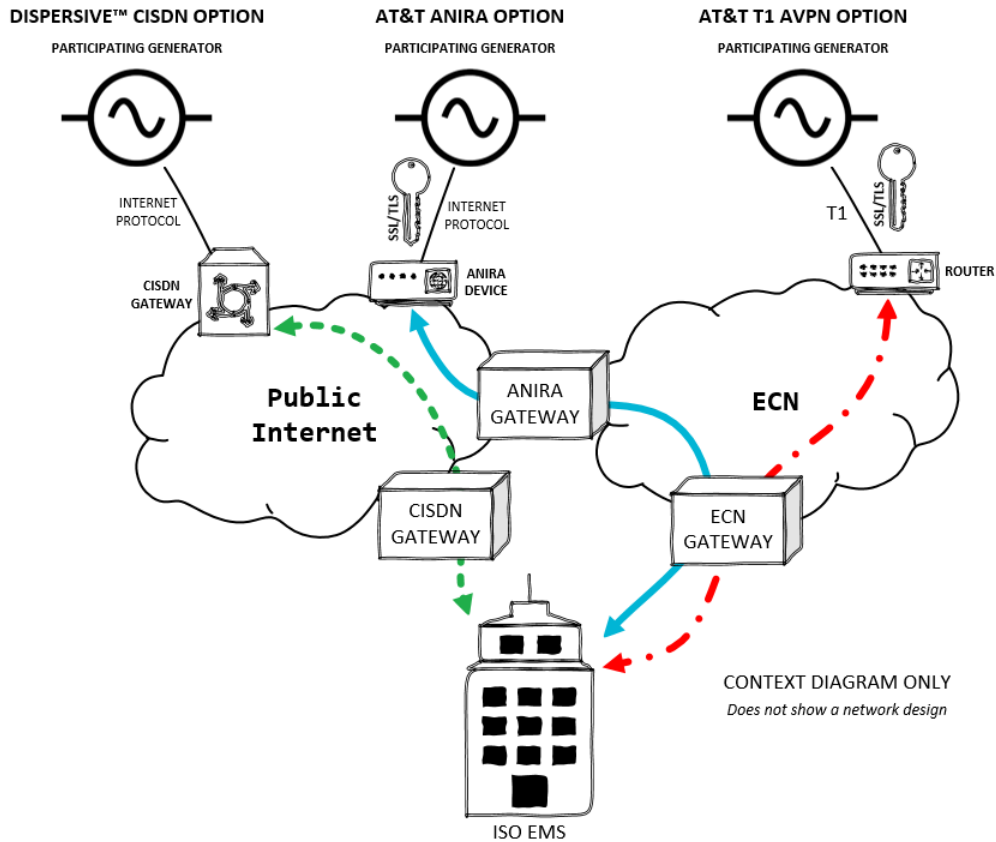 DISPERSIVE™ CISDN OPTION
AT&T ANIRA OPTION
AT&T T1 AVPN OPTION
PARTICIPATING GENERATOR
PARTICIPATING GENERATOR
PARTICIPATING GENERATOR
INTERNET
PROTOCOL
SSL/TLS
INTERNET
PROTOCOL
T1
SSL/TLS
CISDN
GATEWAY
ANIRA
DEVICE
ROUTER
Public
Internet
ANIRA
GATEWAY
ECN
CISDN
GATEWAY
ECN
GATEWAY
CONTEXT DIAGRAM ONLY
Does not show a network design
ISO EMS